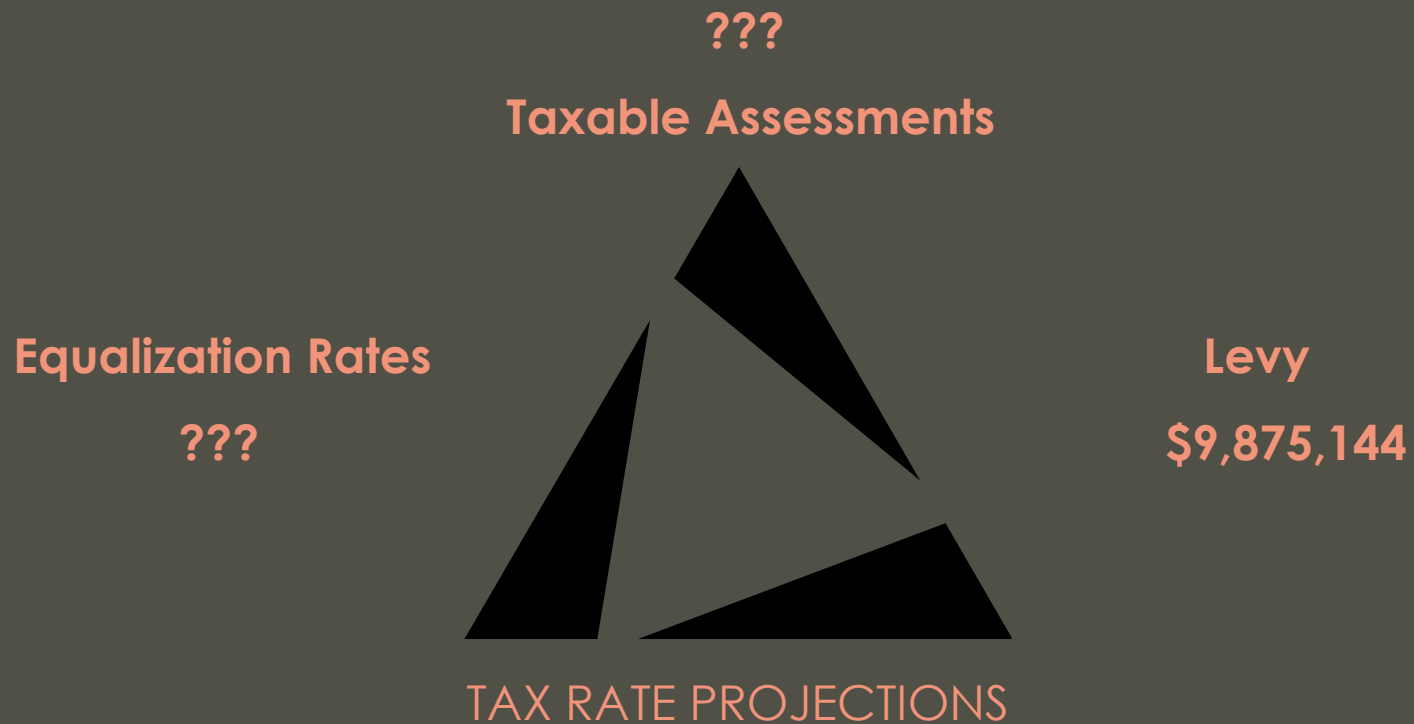 ???
Taxable Assessments
Equalization Rates
???
Levy
$9,875,144
TAX RATE PROJECTIONS